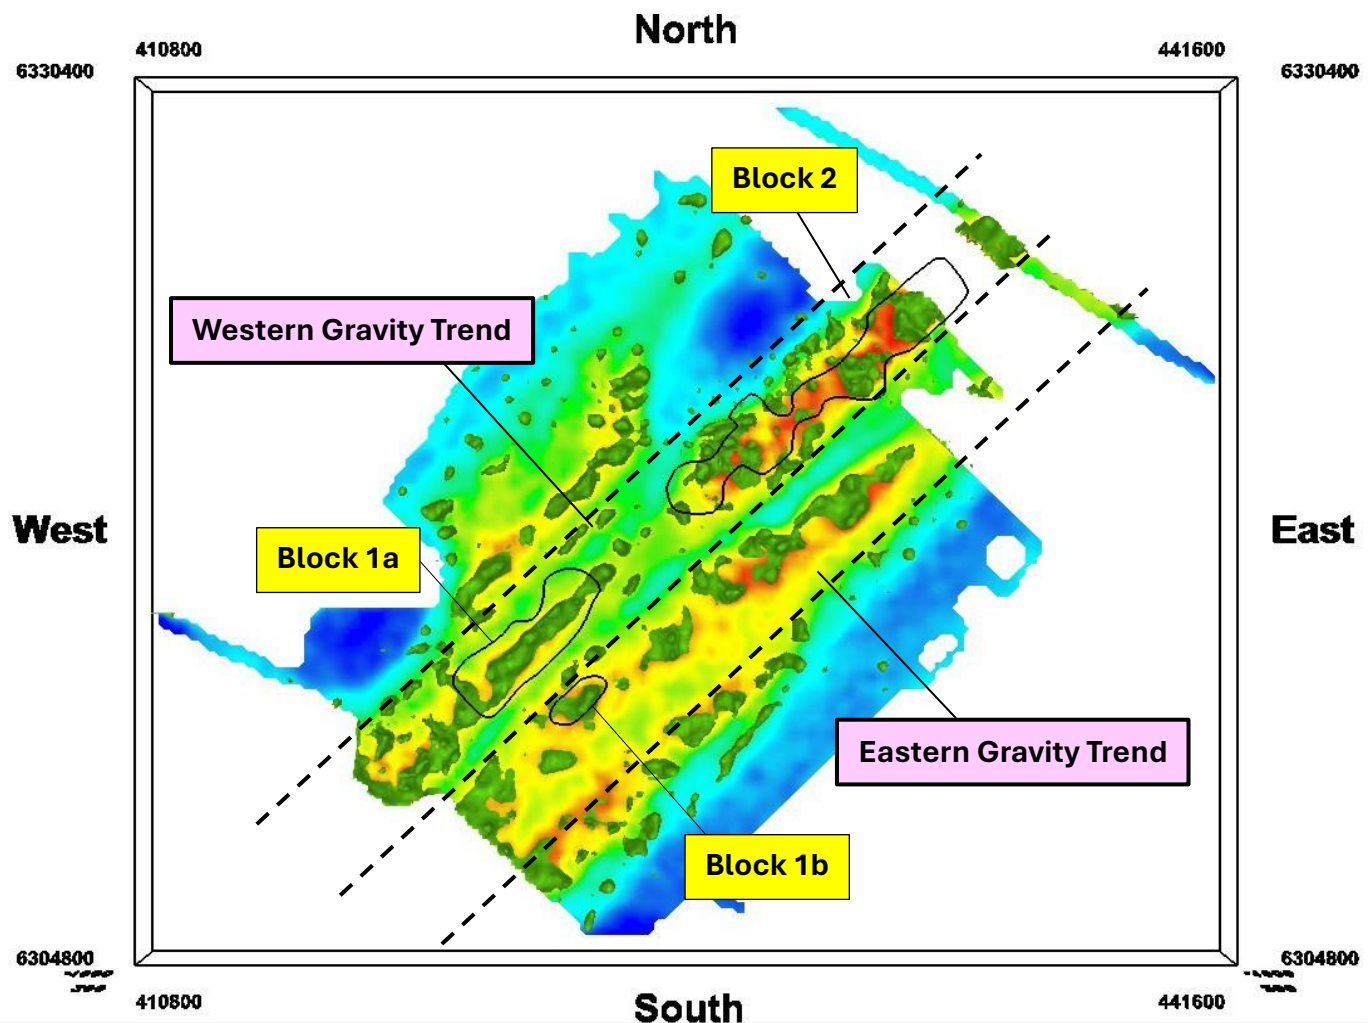 North
410800
441600
6330400
6330400
Block 2
Western Gravity Trend
West
East
Block 1a
Eastern Gravity Trend
Block 1b
6304800
6304800
410800
441600
South